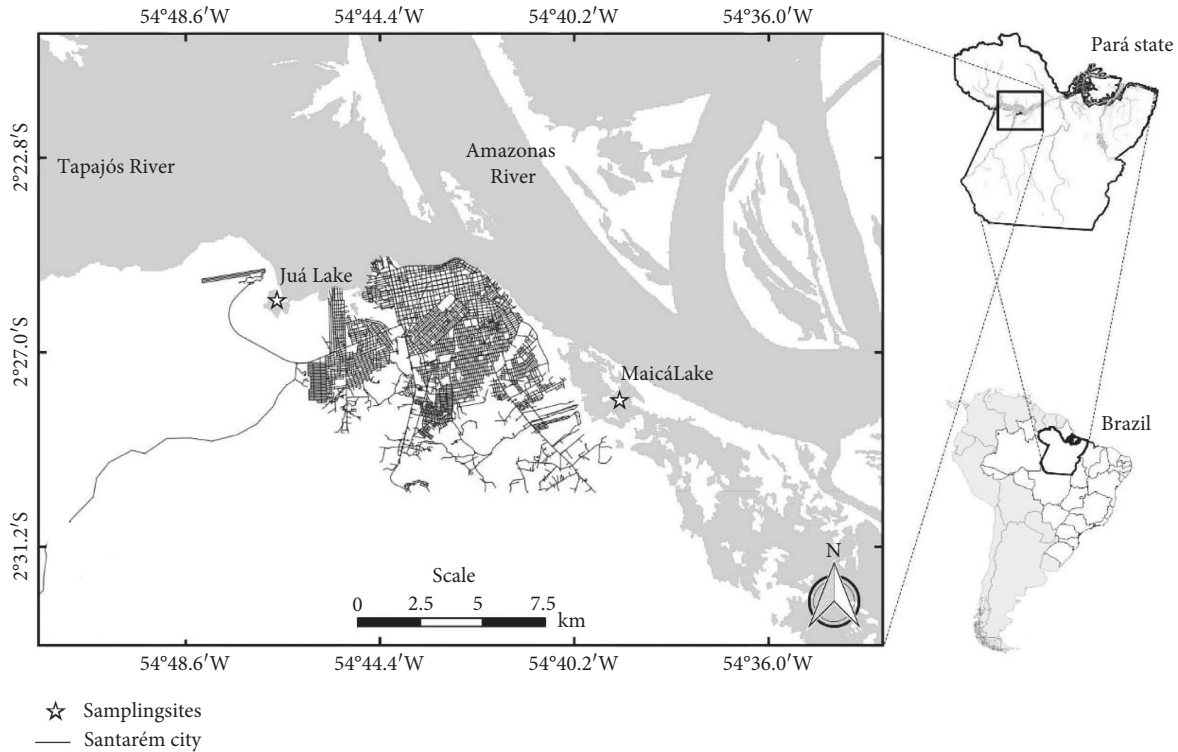 54°48.6′W 54°44.4′W 54°40.2′W 54°36.0′W
Pará state
2°22.8′S
Tapajós River
Amazonas
River
Juá Lake
2°27.0′S
MaicáLake
Brazil
2°31.2′S
N
Scale
0 2.5 5 7.5
km
54°48.6′W 54°44.4′W 54°40.2′W 54°36.0′W
Samplingsites
Santarém city